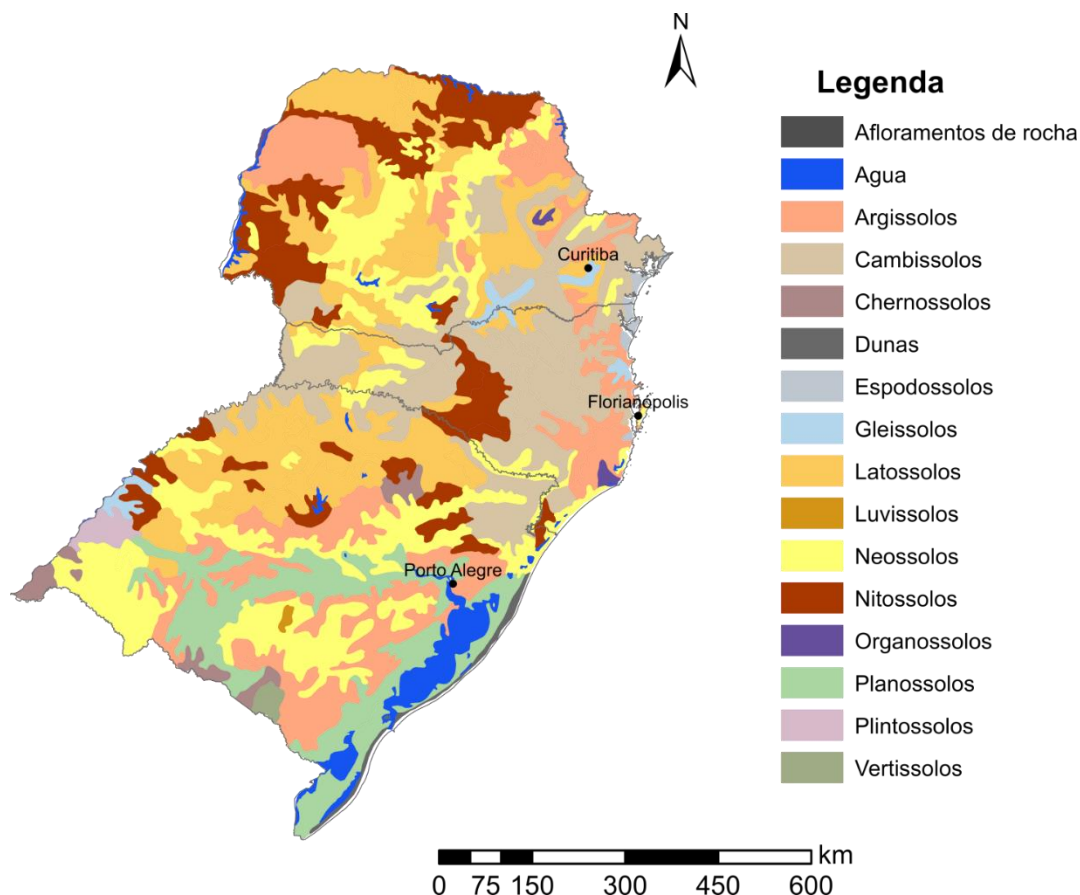 N
Legenda
Afloramentos de rocha
Agua
Argissolos
Cambissolos
Chernossolos
Dunas
Espodossolos
Gleissolos
Latossolos
Luvissolos
Neossolos
Nitossolos
Organossolos
Planossolos
Plintossolos
Vertissolos
Curitiba
Florianópolis
Porto Alegre
km
0 75 150 300 450 600